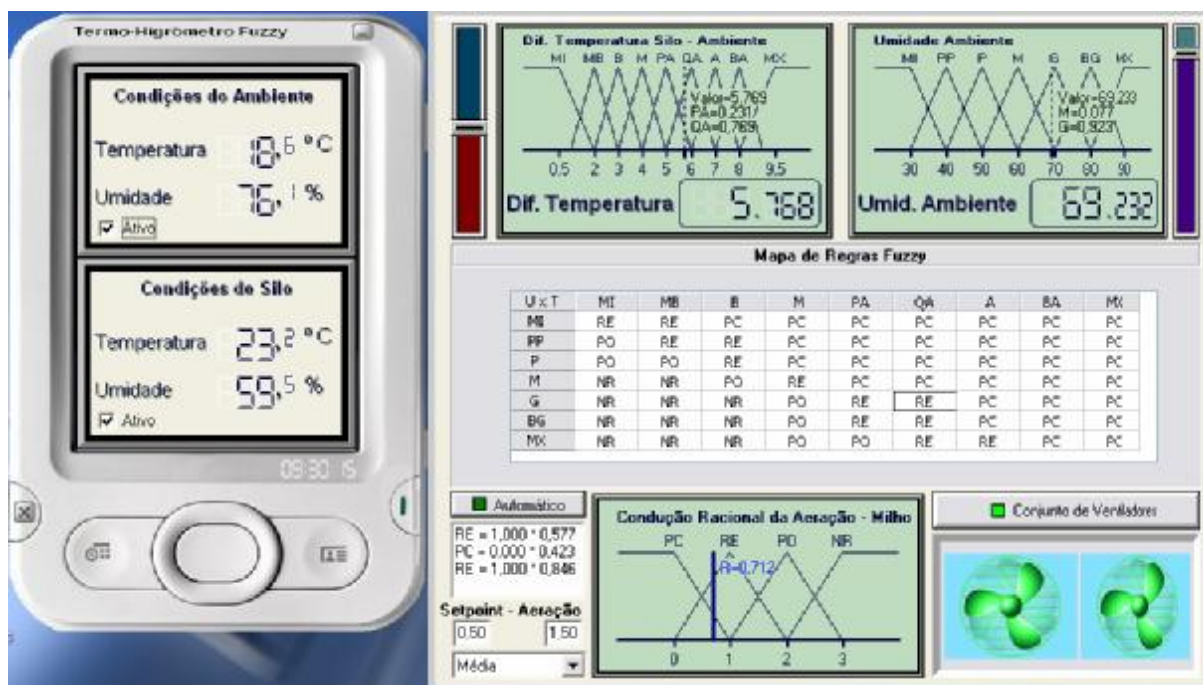 Termo-Higrômetro Fuzzy
Condições do Ambiente
Temperatura 18,6 °C
Umidade 76,1 %
Ativo
Condições do Silo
Temperatura 23,2 °C
Umidade 59,5 %
Ativo
09:30 15
Dif. Temperatura Silo - Ambiente
MI MB B M PA QA A BA MX
Valor=5,769
PA=0,231
QA=0,769
0.5 2 3 4 5 6 7 8 9.5
Dif. Temperatura 5.768
Umidade Ambiente
MI PP P M G BG MX
Valor=69,233
M=0,077
G=0,923
30 40 50 60 70 80 90
Umid. Ambiente 69.232
Mapa de Regras Fuzzy
U x T MI MB B M PA QA A BA MX
MI RE RE PC PC PC PC PC PC PC
PP PO RE RE PC PC PC PC PC PC
P PO PO RE PC PC PC PC PC PC
M NR NR PO RE PC PC PC PC PC
G NR NR NR PO RE RE PC PC PC
BG NR NR NR PO RE RE PC PC PC
MX NR NR NR PO PO RE RE PC PC
Automático
RE = 1,000 * 0,577
PC - 0,000 * 0,423
RE = 1,000 * 0,846
Setpoint - Aeração
0,50 1,50
Média
Condução Racional da Aeração - Milho
PC RE PO NR
R=0,712
0 1 2 3
Conjunto de Ventiladores